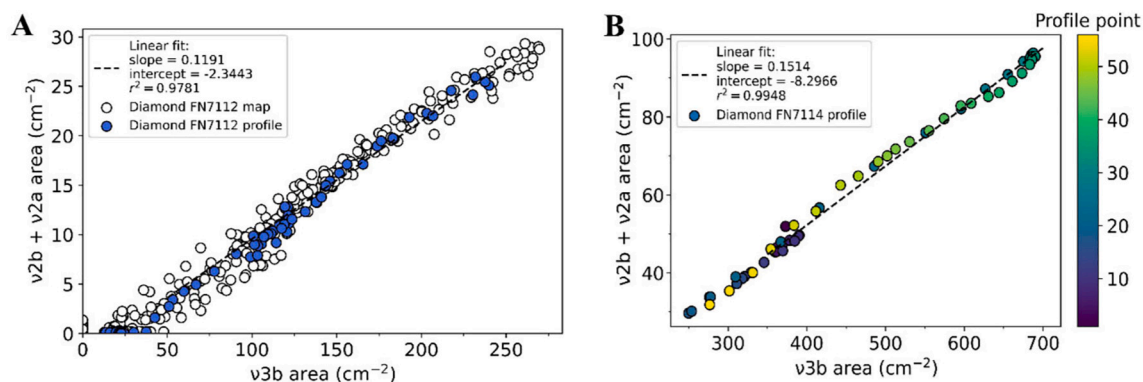 A
Linear fit:
slope = 0.1191
intercept = -2.3443
r² = 0.9781
Diamond FN7112 map
Diamond FN7112 profile
ν2b + ν2a area (cm⁻²)
30
25
20
15
10
5
0
0 50 100 150 200 250
ν3b area (cm⁻²)
B
Linear fit:
slope = 0.1514
intercept = -8.2966
r² = 0.9948
Diamond FN7114 profile
ν2b + ν2a area (cm⁻²)
100
80
60
40
300 400 500 600 700
ν3b area (cm⁻²)
Profile point
50
40
30
20
10